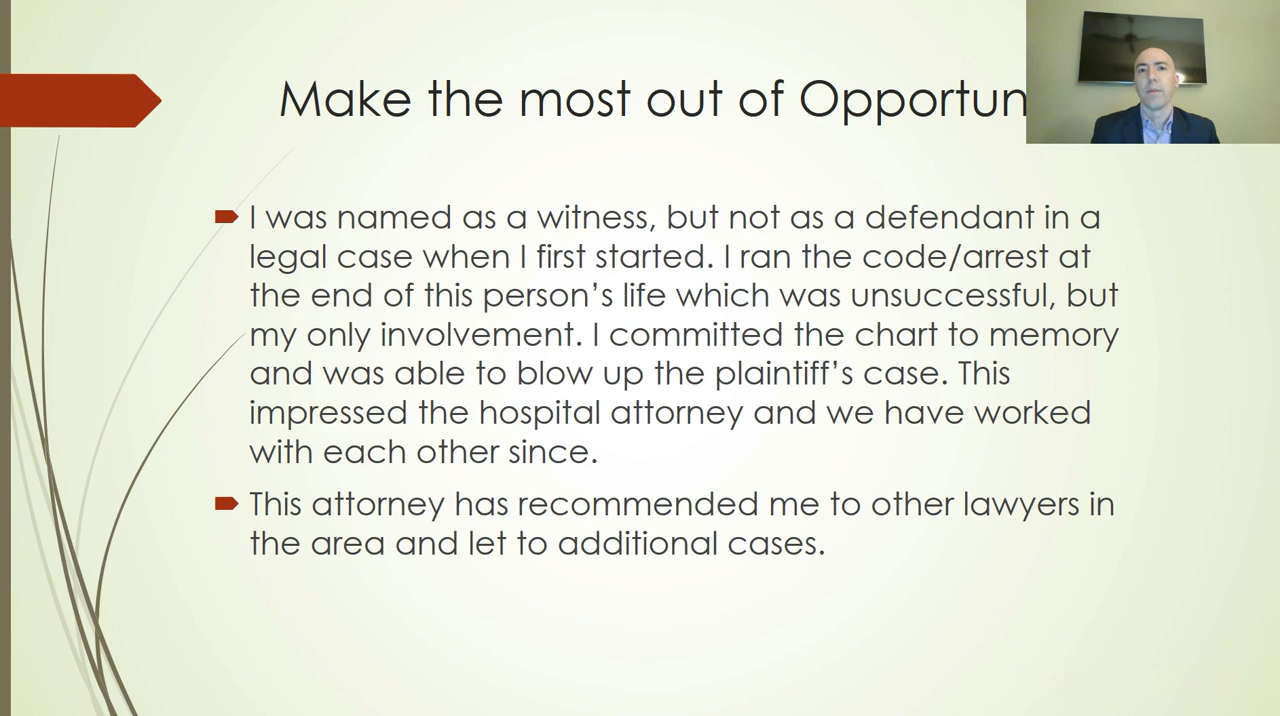 Make the most out of Opportun
I was named as a witness, but not as a defendant in a
legal case when I first started. I ran the code/arrest at
the end of this person’s life which was unsuccessful, but
my only involvement. I committed the chart to memory
and was able to blow up the plaintiff’s case. This
impressed the hospital attorney and we have worked
with each other since.
This attorney has recommended me to other lawyers in
the area and let to additional cases.